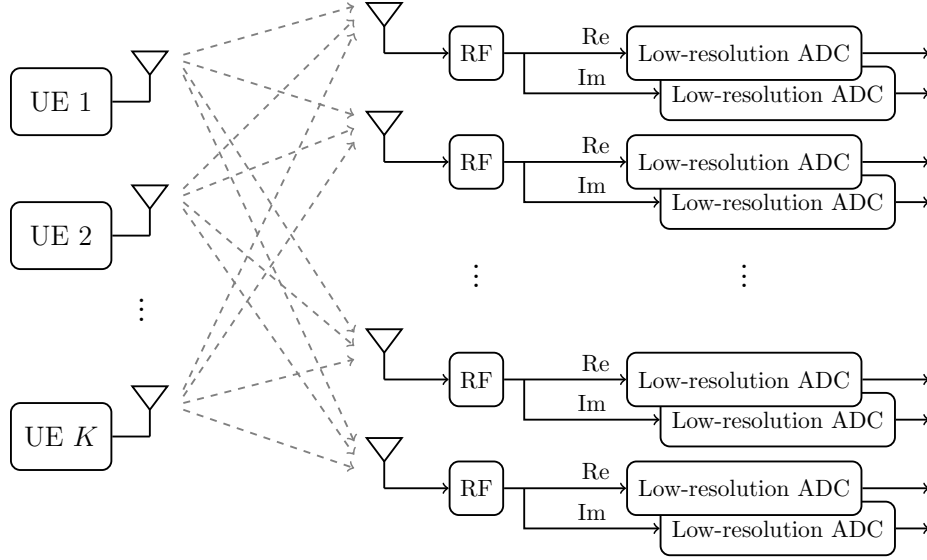 RF
Re
Low-resolution ADC
Im
Low-resolution ADC
UE 1
RF
Re
Low-resolution ADC
Im
Low-resolution ADC
UE 2
⋮
⋮
⋮
RF
Re
Low-resolution ADC
Im
Low-resolution ADC
UE K
RF
Re
Low-resolution ADC
Im
Low-resolution ADC